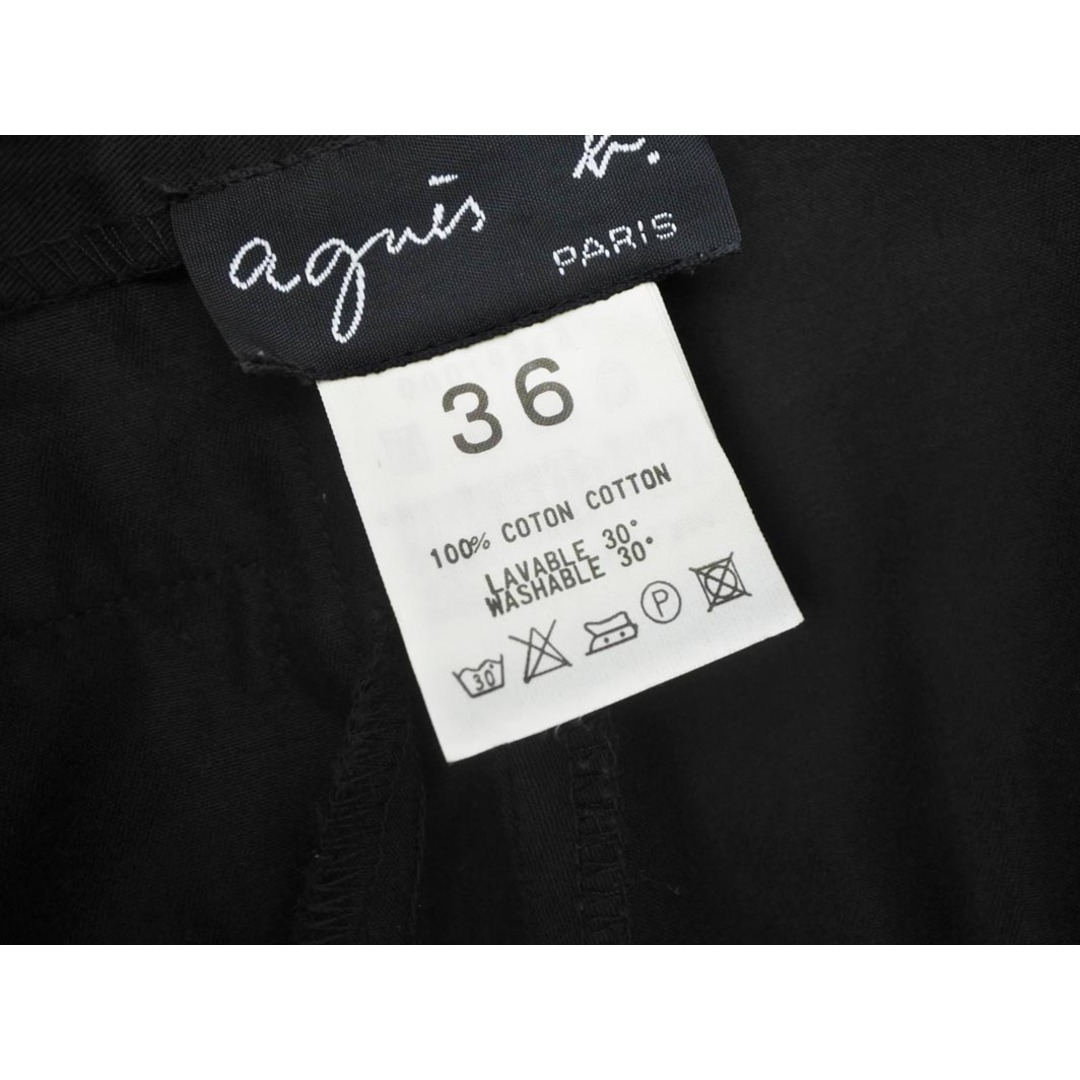 agnès b.
PARIS
36
100% COTON COTTON
LAVABLE 30°
WASHABLE 30°
30° P